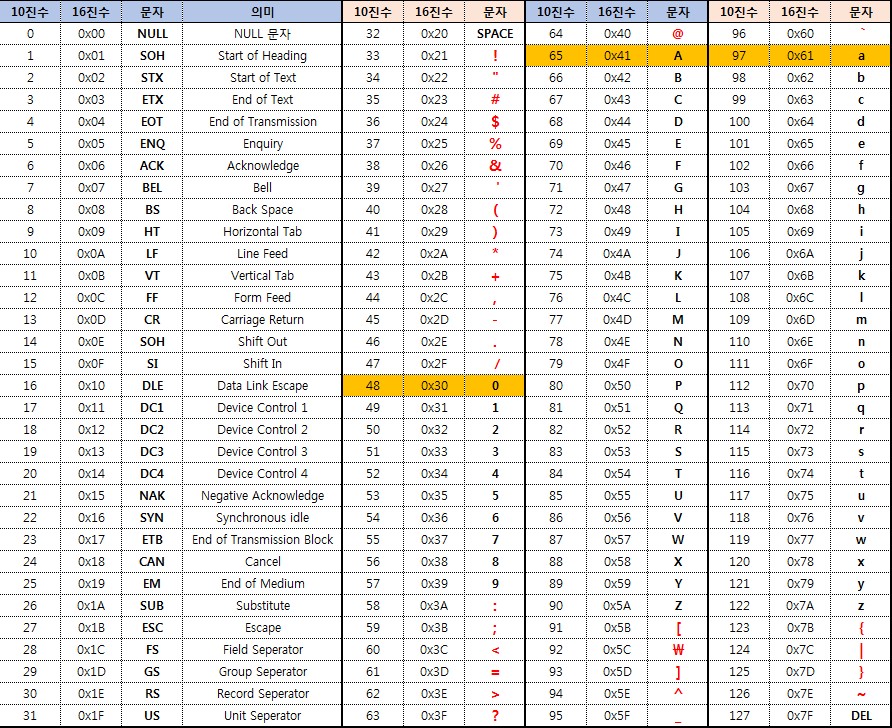 10진수 16진수 문자 의미 10진수 16진수 문자 10진수 16진수 문자 10진수 16진수 문자
0 0x00 NULL NULL 문자 32 0x20 SPACE 64 0x40 @ 96 0x60 `
1 0x01 SOH Start of Heading 33 0x21 ! 65 0x41 A 97 0x61 a
2 0x02 STX Start of Text 34 0x22 " 66 0x42 B 98 0x62 b
3 0x03 ETX End of Text 35 0x23 # 67 0x43 C 99 0x63 c
4 0x04 EOT End of Transmission 36 0x24 $ 68 0x44 D 100 0x64 d
5 0x05 ENQ Enquiry 37 0x25 % 69 0x45 E 101 0x65 e
6 0x06 ACK Acknowledge 38 0x26 & 70 0x46 F 102 0x66 f
7 0x07 BEL Bell 39 0x27 ' 71 0x47 G 103 0x67 g
8 0x08 BS Back Space 40 0x28 ( 72 0x48 H 104 0x68 h
9 0x09 HT Horizontal Tab 41 0x29 ) 73 0x49 I 105 0x69 i
10 0x0A LF Line Feed 42 0x2A * 74 0x4A J 106 0x6A j
11 0x0B VT Vertical Tab 43 0x2B + 75 0x4B K 107 0x6B k
12 0x0C FF Form Feed 44 0x2C , 76 0x4C L 108 0x6C l
13 0x0D CR Carriage Return 45 0x2D - 77 0x4D M 109 0x6D m
14 0x0E SOH Shift Out 46 0x2E . 78 0x4E N 110 0x6E n
15 0x0F SI Shift In 47 0x2F / 79 0x4F O 111 0x6F o
16 0x10 DLE Data Link Escape 48 0x30 0 80 0x50 P 112 0x70 p
17 0x11 DC1 Device Control 1 49 0x31 1 81 0x51 Q 113 0x71 q
18 0x12 DC2 Device Control 2 50 0x32 2 82 0x52 R 114 0x72 r
19 0x13 DC3 Device Control 3 51 0x33 3 83 0x53 S 115 0x73 s
20 0x14 DC4 Device Control 4 52 0x34 4 84 0x54 T 116 0x74 t
21 0x15 NAK Negative Acknowledge 53 0x35 5 85 0x55 U 117 0x75 u
22 0x16 SYN Synchronous idle 54 0x36 6 86 0x56 V 118 0x76 v
23 0x17 ETB End of Transmission Block 55 0x37 7 87 0x57 W 119 0x77 w
24 0x18 CAN Cancel 56 0x38 8 88 0x58 X 120 0x78 x
25 0x19 EM End of Medium 57 0x39 9 89 0x59 Y 121 0x79 y
26 0x1A SUB Substitute 58 0x3A : 90 0x5A Z 122 0x7A z
27 0x1B ESC Escape 59 0x3B ; 91 0x5B [ 123 0x7B {
28 0x1C FS Field Seperator 60 0x3C < 92 0x5C ₩ 124 0x7C |
29 0x1D GS Group Seperator 61 0x3D = 93 0x5D ] 125 0x7D }
30 0x1E RS Record Seperator 62 0x3E > 94 0x5E ^ 126 0x7E ~
31 0x1F US Unit Seperator 63 0x3F ? 95 0x5F _ 127 0x7F DEL